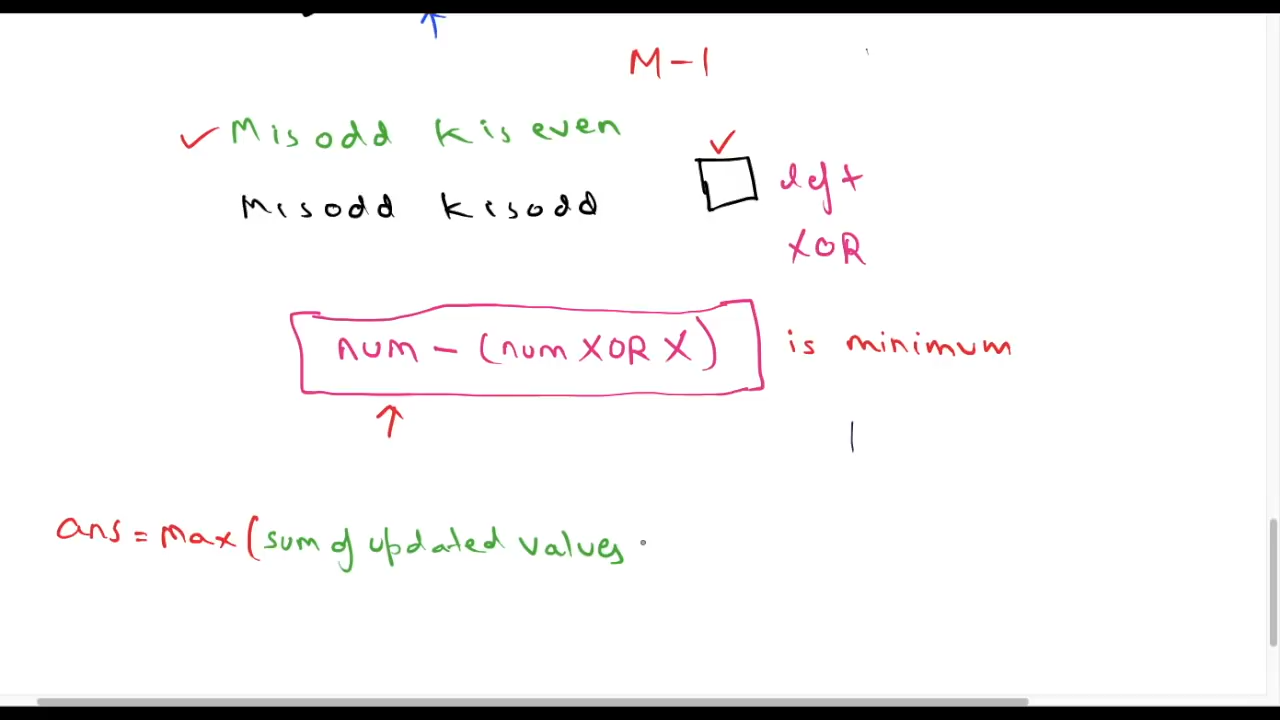 M-1
M is odd K is even
M is odd K is odd
left
XOR
num - (num XOR X) is minimum
ans = max (sum of updated values